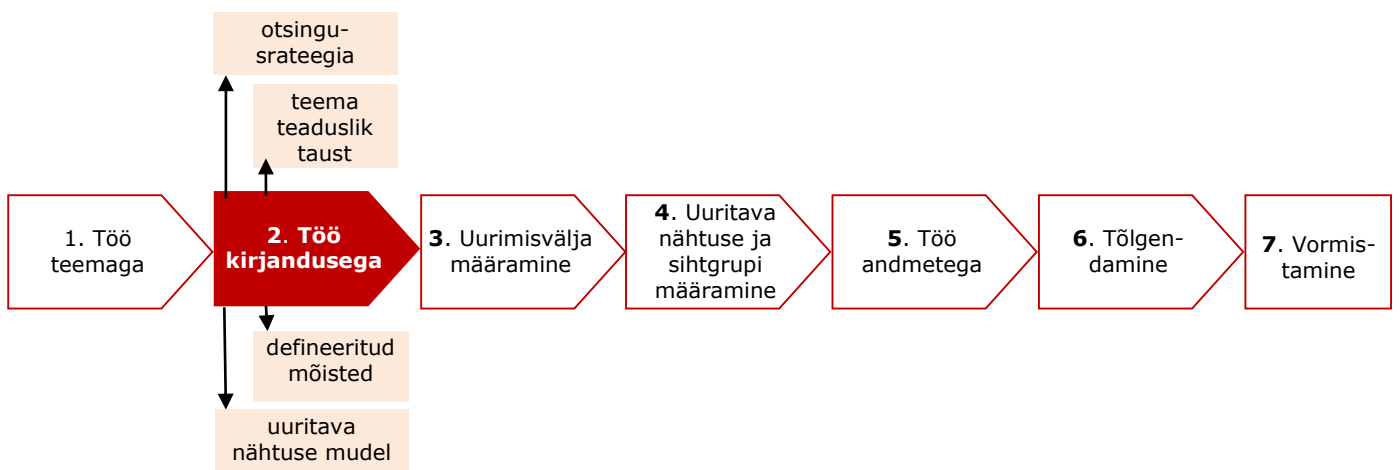 otsingu-
srateegia
teema
teaduslik
taust
1. Töö
teemaga
2. Töö
kirjandusega
3. Uurimisvälja
määramine
4. Uuritava
nähtuse ja
sihtgrupi
määramine
5. Töö
andmetega
6. Tõlgen-
damine
7. Vormis-
tamine
defineeritud
mõisted
uuritava
nähtuse mudel